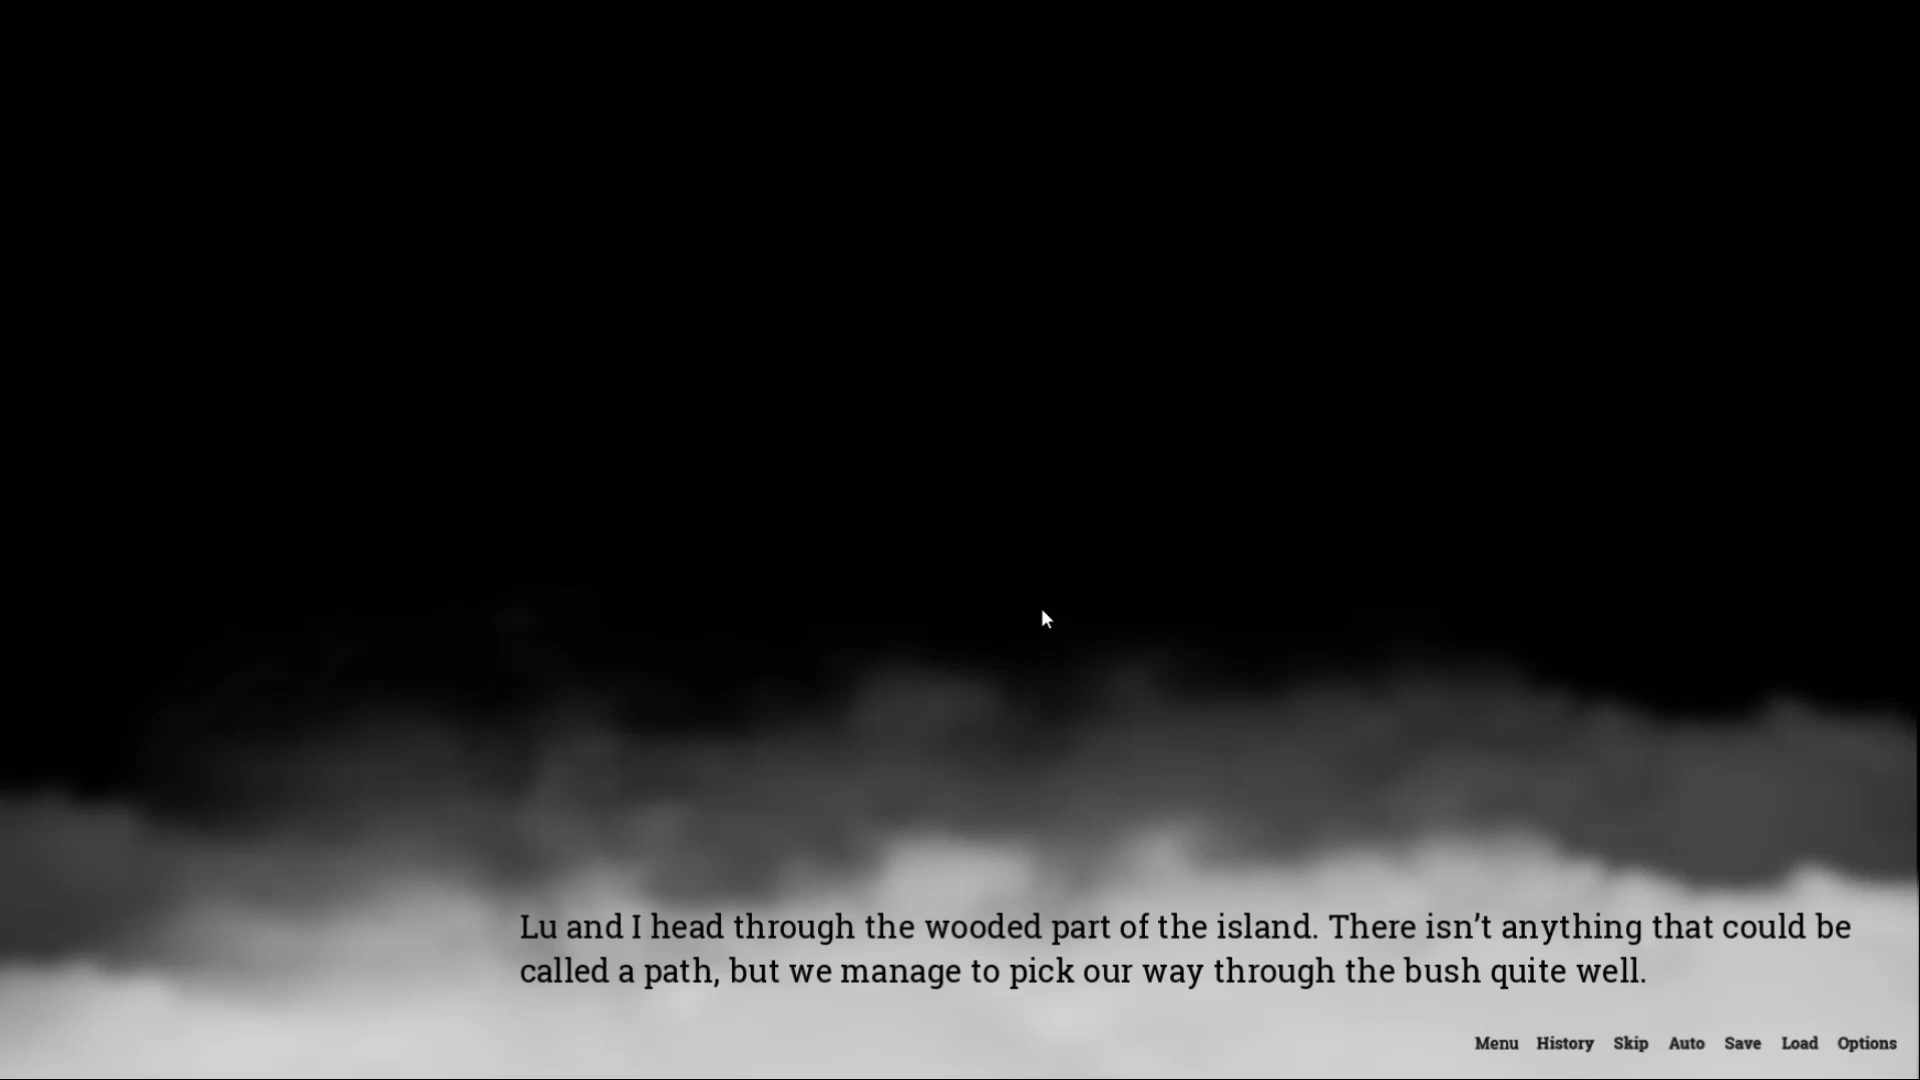 Lu and I head through the wooded part of the island. There isn’t anything that could be
called a path, but we manage to pick our way through the bush quite well.
Menu History Skip Auto Save Load Options